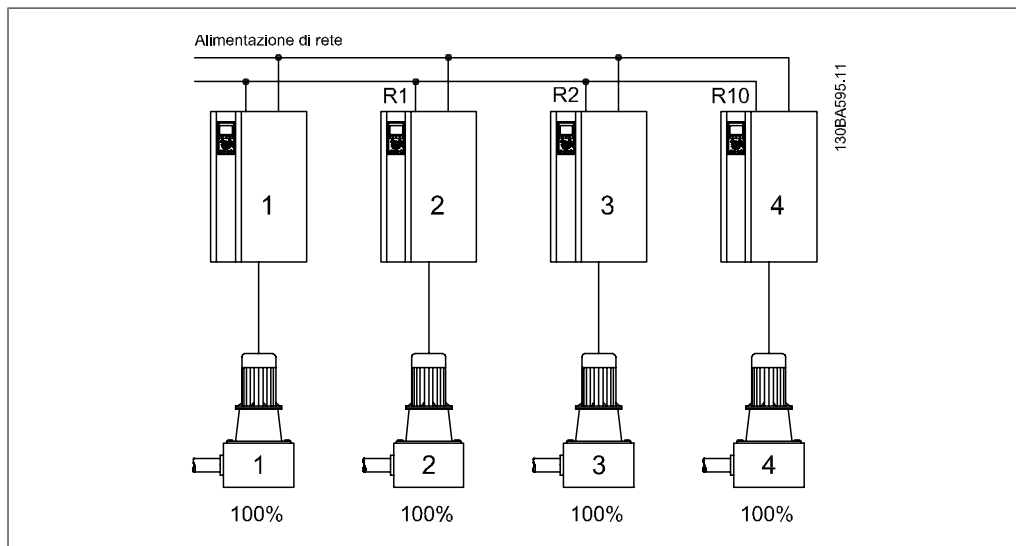 Alimentazione di rete
R1 R2 R10
130BA595.11
1 2 3 4
1 2 3 4
100% 100% 100% 100%